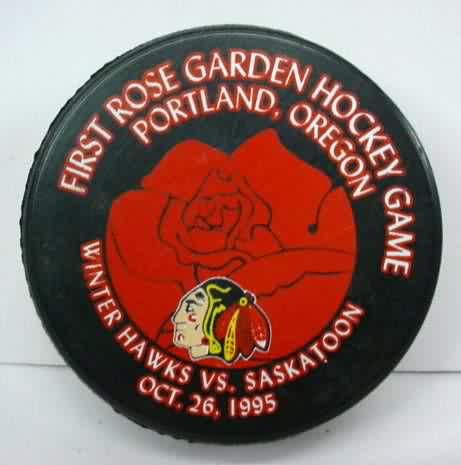 FIRST ROSE GARDEN HOCKEY GAME
PORTLAND, OREGON
WINTER HAWKS VS. SASKATOON
OCT. 26, 1995